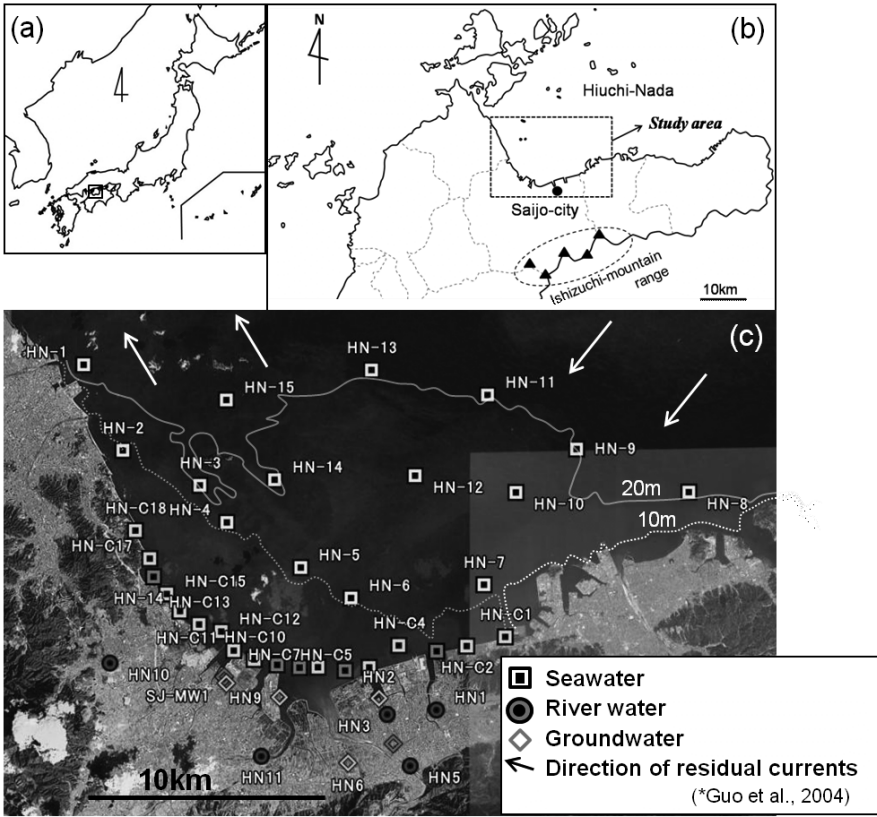 (a)
N
(b)
Hiuchi-Nada
Study area
Saijo-city
Ishizuchi-mountain
range
10km
(c)
HN-1
HN-13
HN-15
HN-11
HN-2
HN-9
HN-3
HN-14
HN-12
HN-10
20m
HN-8
HN-C18
HN-4
10m
HN-C17
HN-5
HN-7
HN-6
HN-C15
HN-14
HN-C13
HN-C12
HN-C4
HN-C1
HN-C11
HN-C10
HN-C7
HN-C5
HN-C2
HN10
SJ-MW1
HN9
HN2
HN1
HN3
HN11
HN6
HN5
10km
Seawater
River water
Groundwater
Direction of residual currents
(*Guo et al., 2004)